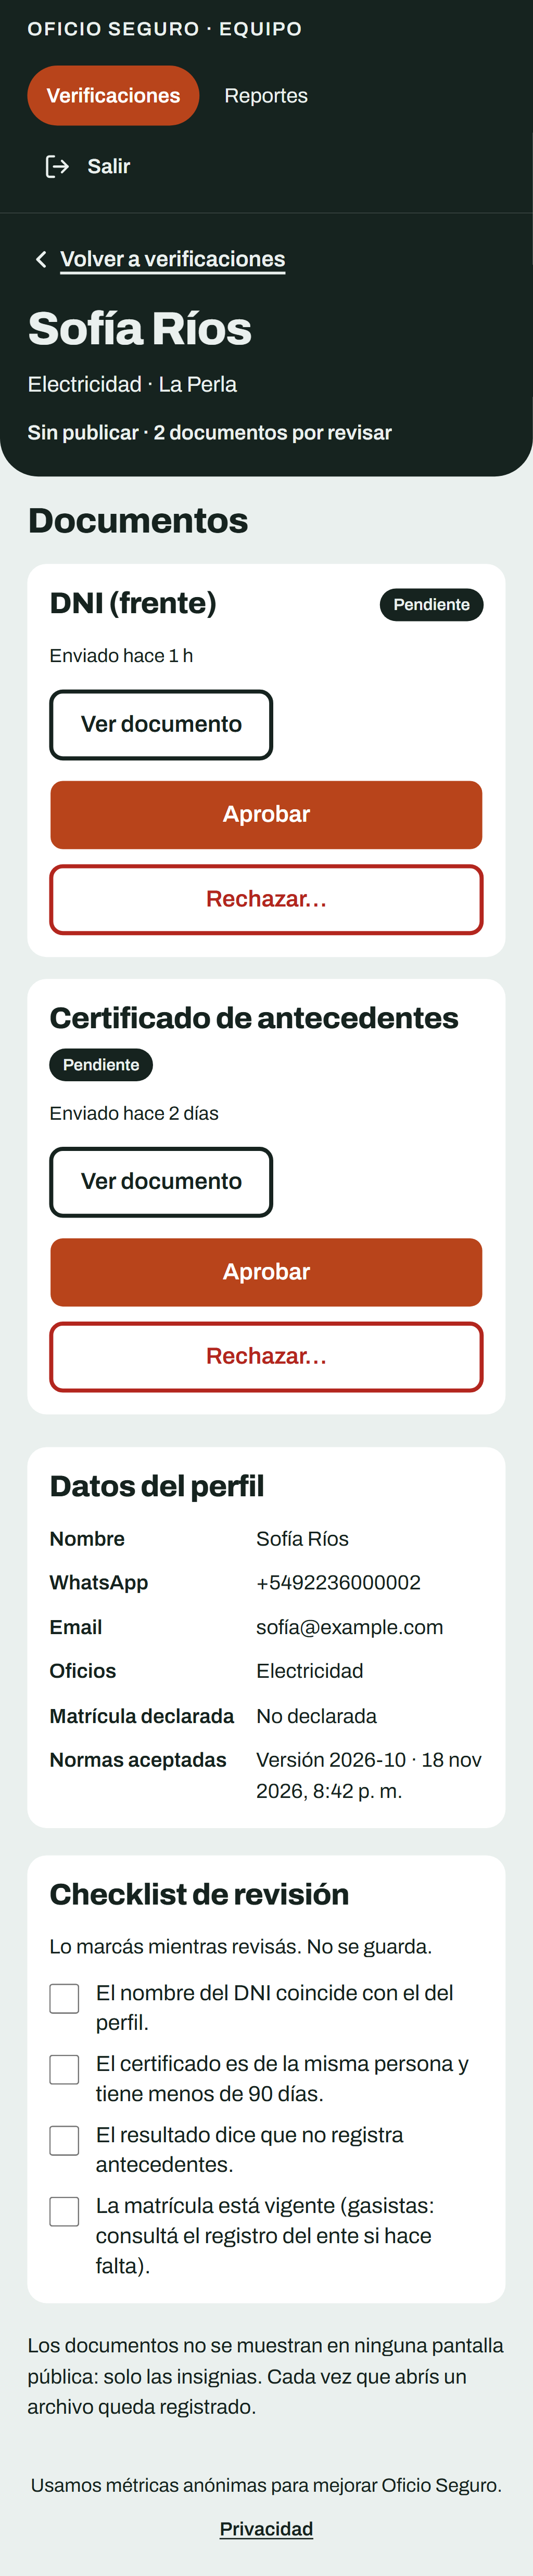 OFICIO SEGURO · EQUIPO
Verificaciones
Reportes
Salir
Volver a verificaciones
Sofía Ríos
Electricidad · La Perla
Sin publicar · 2 documentos por revisar
Documentos
DNI (frente)
Pendiente
Enviado hace 1 h
Ver documento
Aprobar
Rechazar…
Certificado de antecedentes
Pendiente
Enviado hace 2 días
Ver documento
Aprobar
Rechazar…
Datos del perfil
Nombre Sofía Ríos
WhatsApp +5492236000002
Email sofía@example.com
Oficios Electricidad
Matrícula declarada No declarada
Normas aceptadas Versión 2026-10 · 18 nov
2026, 8:42 p. m.
Checklist de revisión
Lo marcás mientras revisás. No se guarda.
El nombre del DNI coincide con el del
perfil.
El certificado es de la misma persona y
tiene menos de 90 días.
El resultado dice que no registra
antecedentes.
La matrícula está vigente (gasistas:
consultá el registro del ente si hace
falta).
Los documentos no se muestran en ninguna pantalla
pública: solo las insignias. Cada vez que abrís un
archivo queda registrado.
Usamos métricas anónimas para mejorar Oficio Seguro.
Privacidad